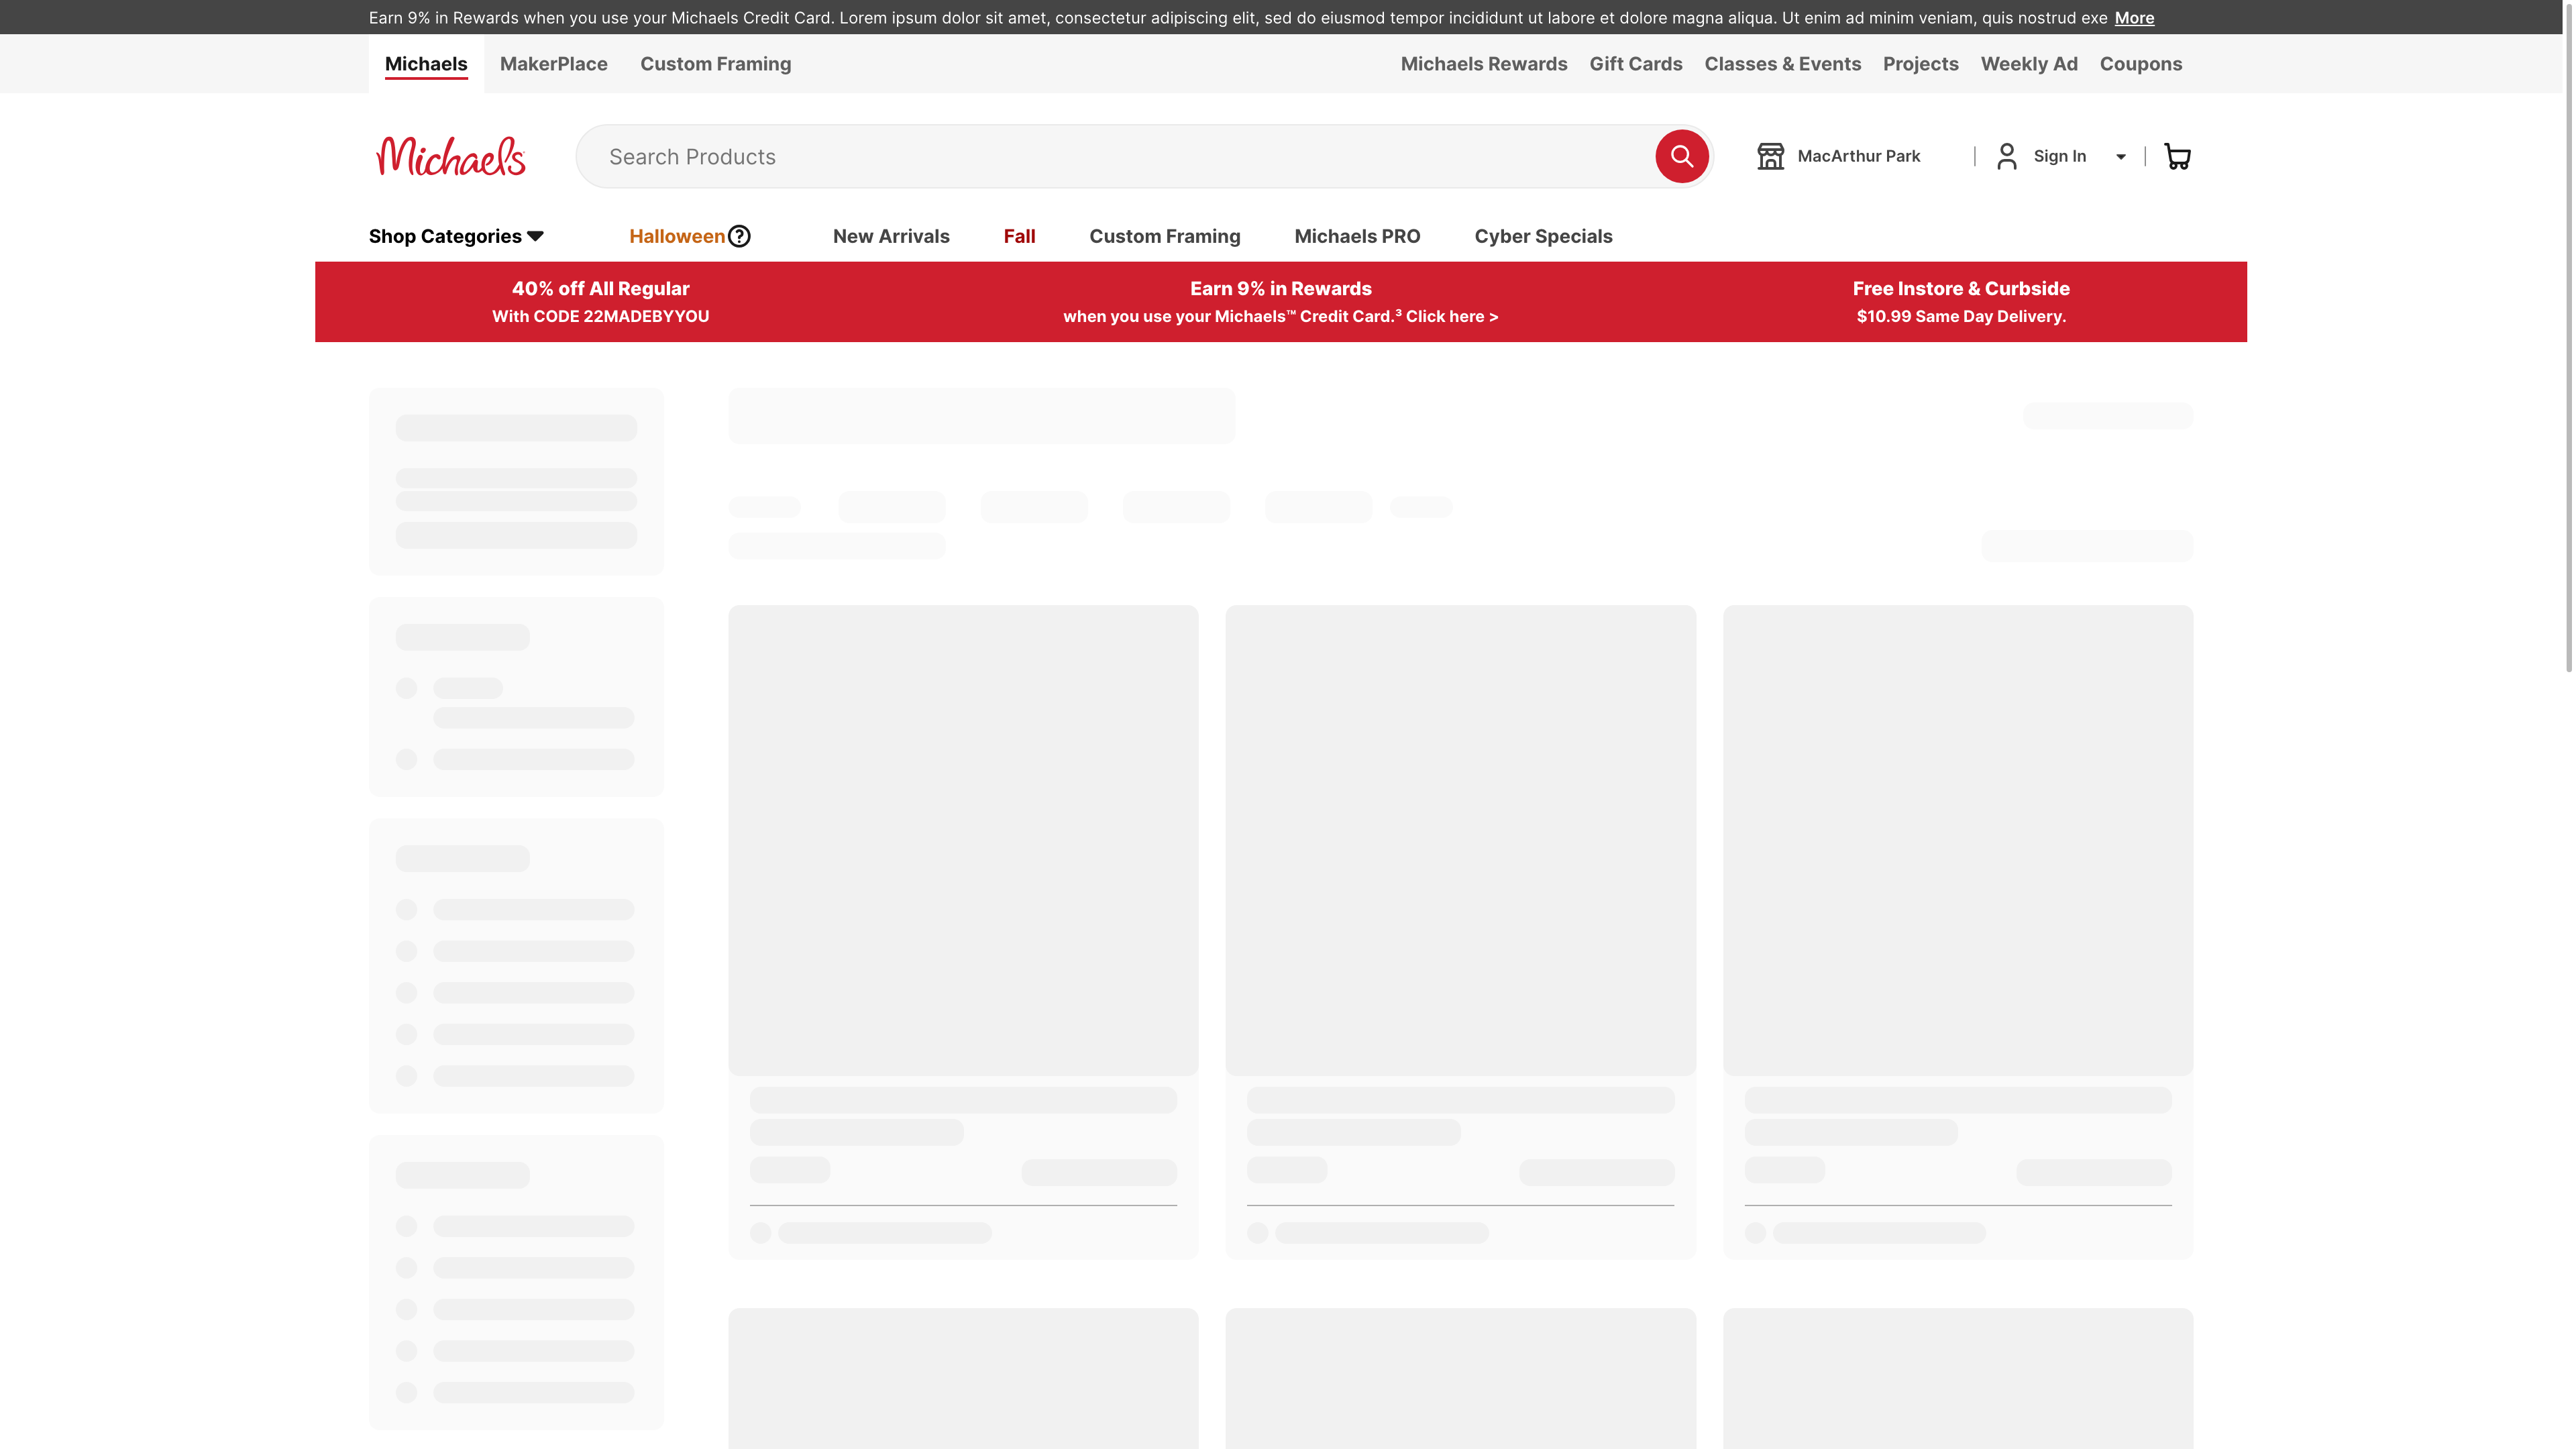 Earn 9% in Rewards when you use your Michaels Credit Card. Lorem ipsum dolor sit amet, consectetur adipiscing elit, sed do eiusmod tempor incididunt ut labore et dolore magna aliqua. Ut enim ad minim veniam, quis nostrud exe More
Michaels MakerPlace Custom Framing Michaels Rewards Gift Cards Classes & Events Projects Weekly Ad Coupons
Michaels Search Products MacArthur Park Sign In
Shop Categories Halloween New Arrivals Fall Custom Framing Michaels PRO Cyber Specials
40% off All Regular
With CODE 22MADEBYYOU
Earn 9% in Rewards
when you use your Michaels™ Credit Card.³ Click here >
Free Instore & Curbside
$10.99 Same Day Delivery.